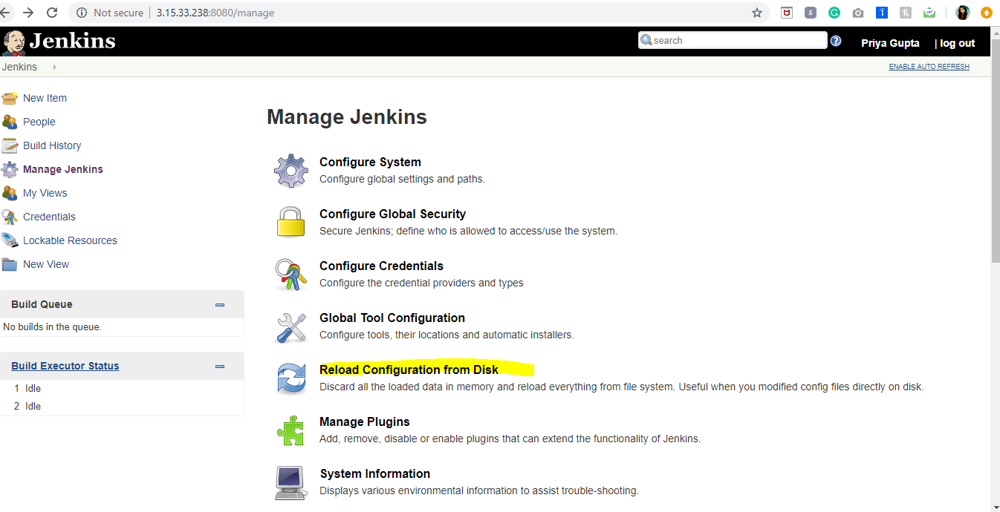 Not secure | 3.15.33.238:8080/manage
Jenkins
search
Priya Gupta | log out
Jenkins
ENABLE AUTO REFRESH
New Item
People
Build History
Manage Jenkins
My Views
Credentials
Lockable Resources
New View
Build Queue
No builds in the queue.
Build Executor Status
1 Idle
2 Idle
Manage Jenkins
Configure System
Configure global settings and paths.
Configure Global Security
Secure Jenkins; define who is allowed to access/use the system.
Configure Credentials
Configure the credential providers and types
Global Tool Configuration
Configure tools, their locations and automatic installers.
Reload Configuration from Disk
Discard all the loaded data in memory and reload everything from file system. Useful when you modified config files directly on disk.
Manage Plugins
Add, remove, disable or enable plugins that can extend the functionality of Jenkins.
System Information
Displays various environmental information to assist trouble-shooting.